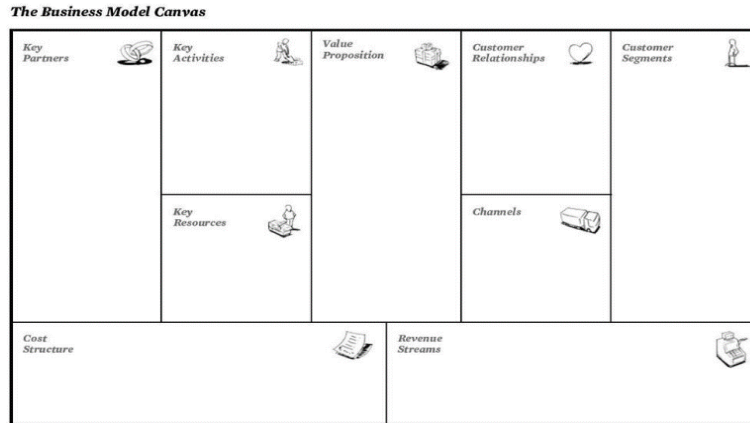 The Business Model Canvas
Key
Partners
Key
Activities
Value
Proposition
Customer
Relationships
Customer
Segments
Key
Resources
Channels
Cost
Structure
Revenue
Streams